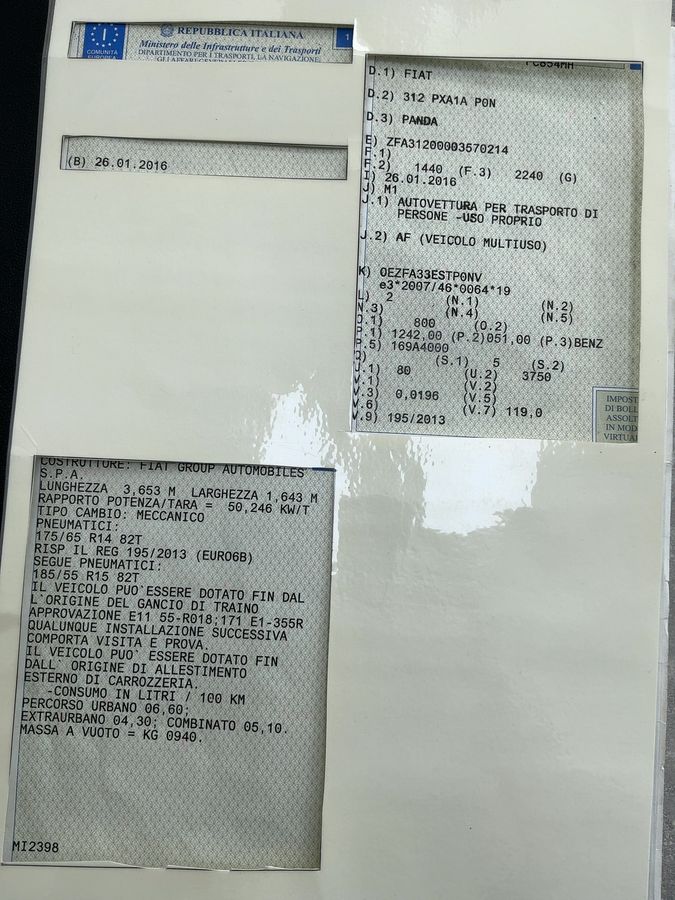 REPUBBLICA ITALIANA
1
COMUNITÀ
EUROPEA
I
Ministero delle Infrastrutture e dei Trasporti
DIPARTIMENTO PER I TRASPORTI, LA NAVIGAZIONE,
(B) 26.01.2016
D.1) FIAT
D.2) 312 PXA1A P0N
D.3) PANDA
E) ZFA31200003570214
F.1)
F.2) 1440 (F.3) 2240 (G)
I) 26.01.2016
J) M1
J.1) AUTOVETTURA PER TRASPORTO DI
PERSONE -USO PROPRIO
J.2) AF (VEICOLO MULTIUSO)
K) OEZFA33ESTP0NV
e3*2007/46*0064*19
L) 2 (N.1) (N.2)
N.3) (N.4) (N.5)
O.1) 800 (O.2)
P.1) 1242,00 (P.2)051,00 (P.3)BENZ
P.5) 169A4000
Q) (S.1) 5 (S.2)
U.1) 80 (U.2) 3750
V.1) (V.2)
V.3) 0,0196 (V.5)
V.6) (V.7) 119,0
V.9) 195/2013
IMPOST
DI BOLL
ASSOLT
IN MOD
VIRTUA
COSTRUTTORE: FIAT GROUP AUTOMOBILES
S.P.A.
LUNGHEZZA 3,653 M LARGHEZZA 1,643 M
RAPPORTO POTENZA/TARA = 50,246 KW/T
TIPO CAMBIO: MECCANICO
PNEUMATICI:
175/65 R14 82T
RISP IL REG 195/2013 (EURO6B)
SEGUE PNEUMATICI:
185/55 R15 82T
IL VEICOLO PUO`ESSERE DOTATO FIN DAL
L`ORIGINE DEL GANCIO DI TRAINO
APPROVAZIONE E11 55-R018;171 E1-355R
QUALUNQUE INSTALLAZIONE SUCCESSIVA
COMPORTA VISITA E PROVA.
IL VEICOLO PUO` ESSERE DOTATO FIN
DALL` ORIGINE DI ALLESTIMENTO
ESTERNO DI CARROZZERIA.
-CONSUMO IN LITRI / 100 KM
PERCORSO URBANO 06,60;
EXTRAURBANO 04,30; COMBINATO 05,10.
MASSA A VUOTO = KG 0940.
MI2398